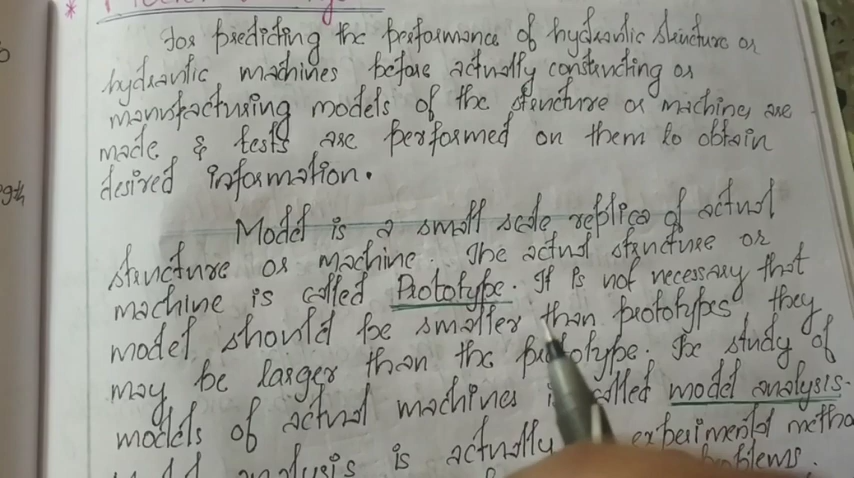 for predicting the performance of hydraulic structure or
hydraulic machines before actually constructing or
manufacturing models of the structure or machines are
made & tests are performed on them to obtain
desired information.
Model is a small scale replica of actual
structure or machine. The actual structure or
machine is called Prototype. It is not necessary that
model should be smaller than prototypes, they
may be larger than the prototype. The study of
models of actual machines is called model analysis.
is actually experimental